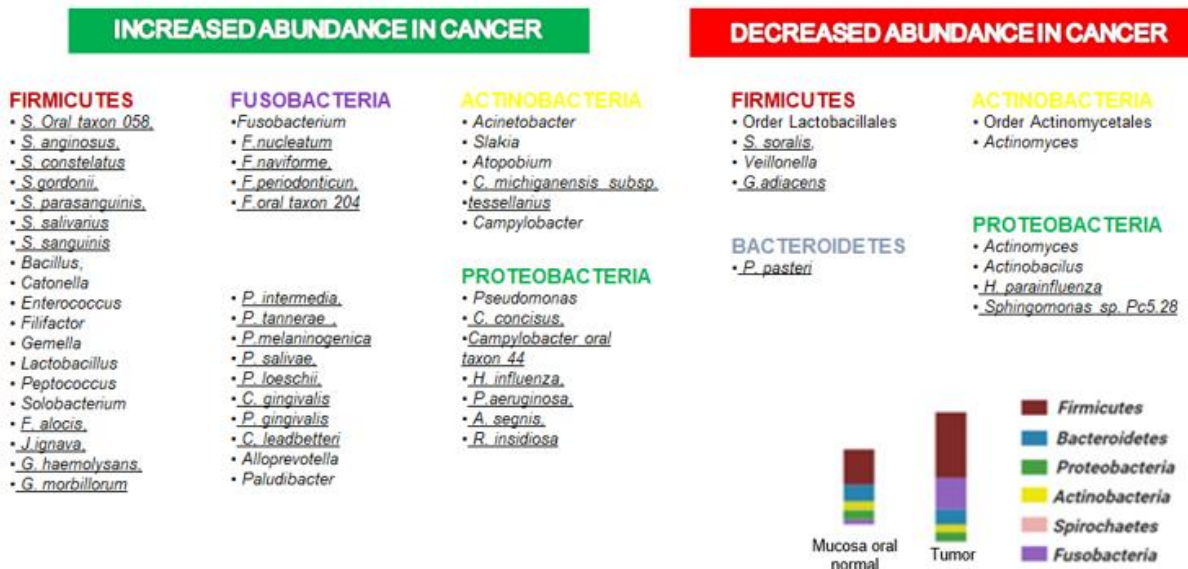 INCREASED ABUNDANCE IN CANCER
FIRMICUTES
• S. Oral taxon 058,
• S. anginosus,
• S. constelatus
• S.gordonii,
• S. parasanguinis,
• S. salivarius
• S. sanguinis
• Bacillus,
• Catonella
• Enterococcus
• Filifactor
• Gemella
• Lactobacillus
• Peptococcus
• Solobacterium
• F. alocis,
• J.ignava,
• G. haemolysans,
• G. morbillorum
FUSOBACTERIA
•Fusobacterium
• F.nucleatum
• F.naviforme,
• F.periodonticun,
• F.oral taxon 204
• P. intermedia,
• P. tannerae ,
• P.melaninogenica
• P. salivae,
• P. loeschii,
• C. gingivalis
• P. gingivalis
• C. leadbetteri
• Alloprevotella
• Paludibacter
ACTINOBACTERIA
• Acinetobacter
• Slakia
• Atopobium
• C. michiganensis subsp.
•tessellarius
• Campylobacter
PROTEOBACTERIA
• Pseudomonas
• C. concisus,
•Campylobacter oral
taxon 44
• H. influenza,
• P.aeruginosa,
• A. segnis,
• R. insidiosa
DECREASED ABUNDANCE IN CANCER
FIRMICUTES
• Order Lactobacillales
• S. soralis,
• Veillonella
• G.adiacens
BACTEROIDETES
• P. pasteri
ACTINOBACTERIA
• Order Actinomycetales
• Actinomyces
PROTEOBACTERIA
• Actinomyces
• Actinobacilus
• H. parainfluenza
• Sphingomonas sp. Pc5.28
Mucosa oral
normal
Tumor
Firmicutes
Bacteroidetes
Proteobacteria
Actinobacteria
Spirochaetes
Fusobacteria